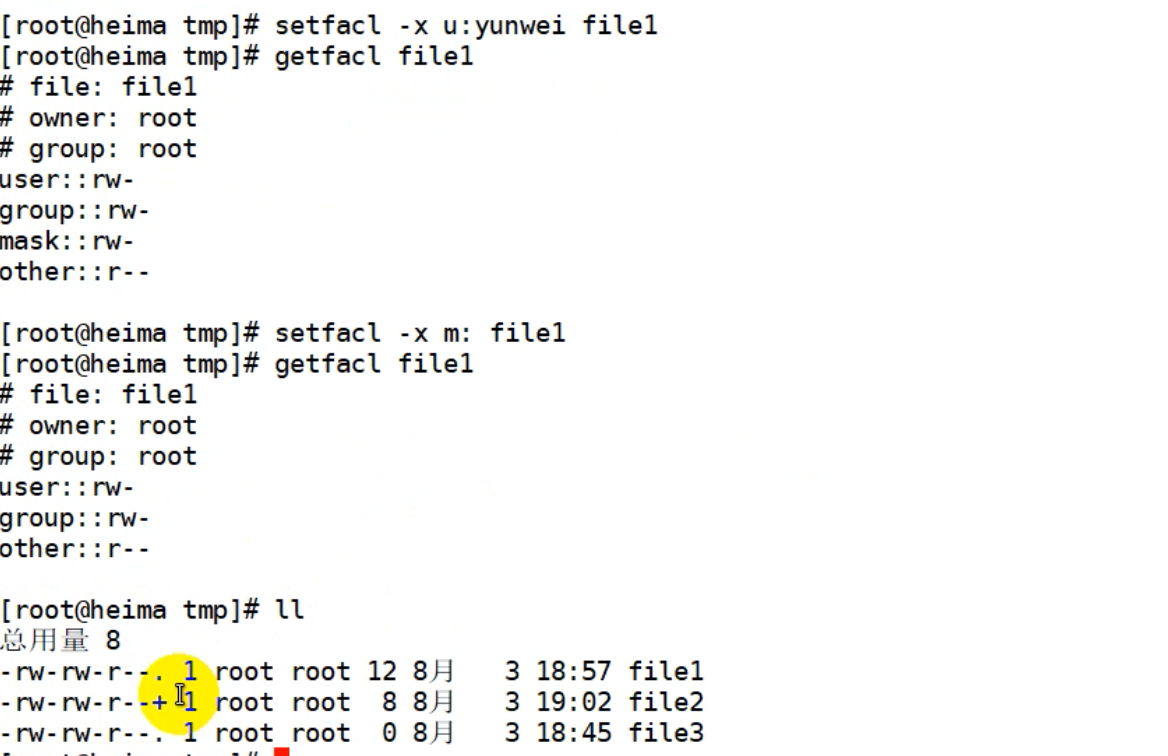 [root@heima tmp]# setfacl -x u:yunwei file1
[root@heima tmp]# getfacl file1
# file: file1
# owner: root
# group: root
user::rw-
group::rw-
mask::rw-
other::r--
[root@heima tmp]# setfacl -x m: file1
[root@heima tmp]# getfacl file1
# file: file1
# owner: root
# group: root
user::rw-
group::rw-
other::r--
[root@heima tmp]# ll
总用量 8
-rw-rw-r--. 1 root root 12 8月   3 18:57 file1
-rw-rw-r--+ 1 root root  8 8月   3 19:02 file2
-rw-rw-r--. 1 root root  0 8月   3 18:45 file3